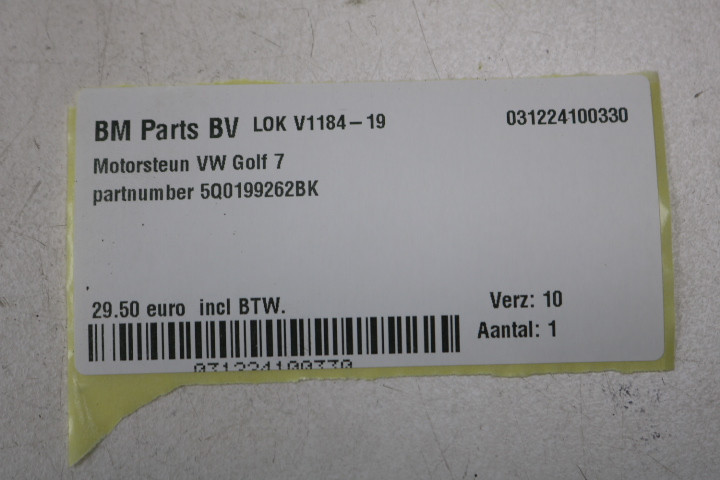 BM Parts BV LOK V1184-19 031224100330
Motorsteun VW Golf 7
partnumber 5Q0199262BK
29.50 euro incl BTW. Verz: 10
Aantal: 1
031224100330